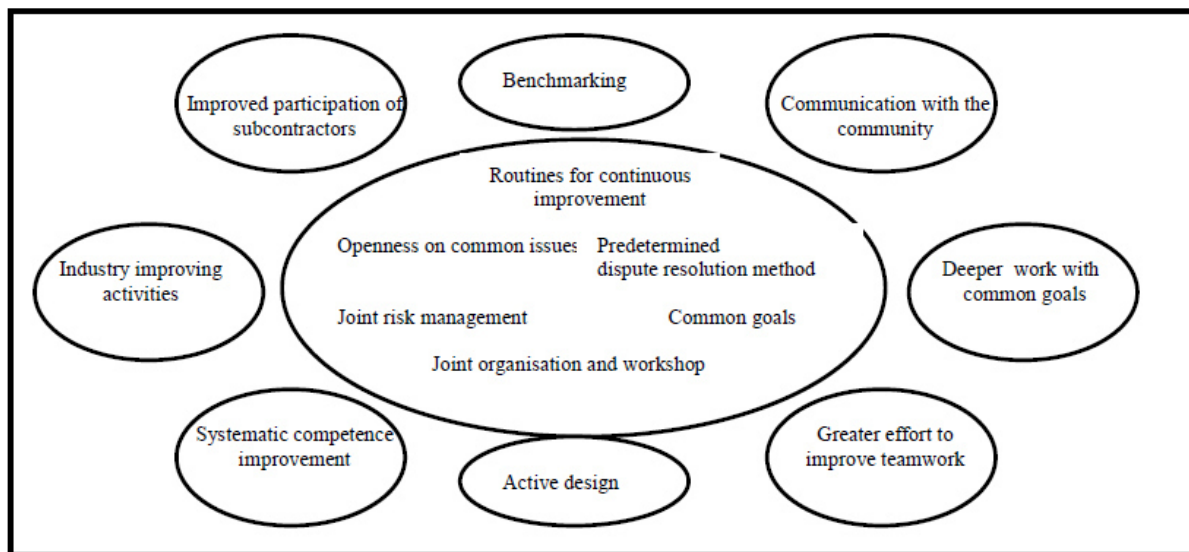 Benchmarking
Improved participation of
subcontractors
Communication with the
community
Routines for continuous
improvement
Openness on common issues
Predetermined
dispute resolution method
Industry improving
activities
Deeper work with
common goals
Joint risk management
Common goals
Joint organisation and workshop
Systematic competence
improvement
Greater effort to
improve teamwork
Active design